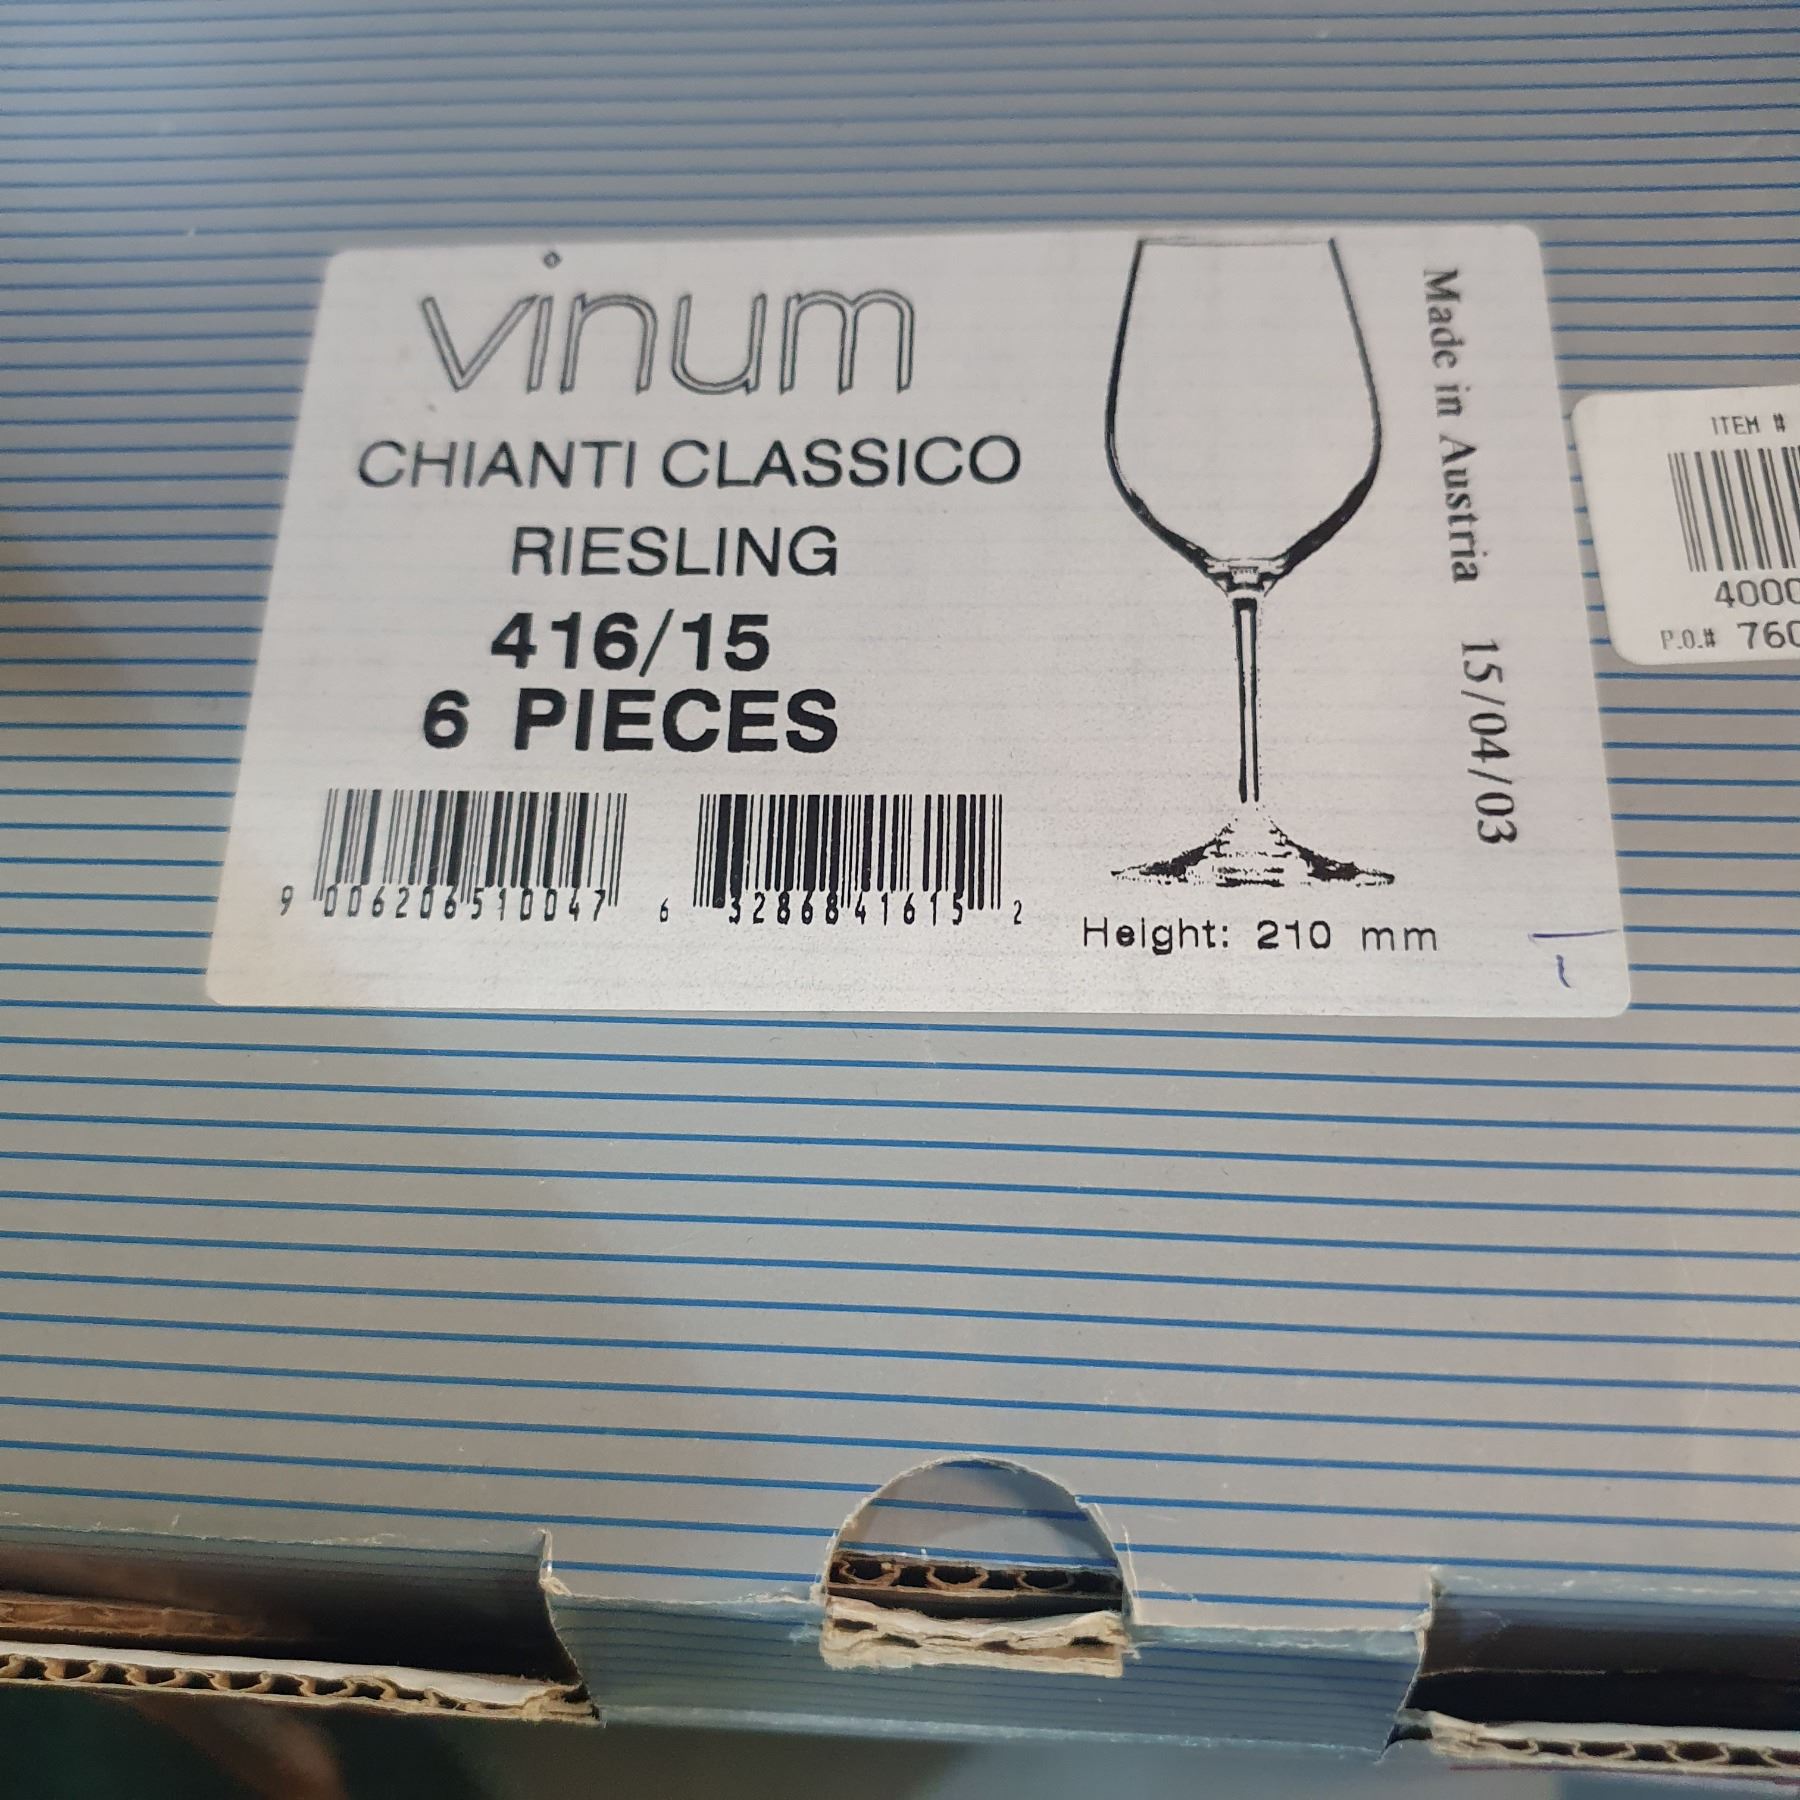 vinum
CHIANTI CLASSICO
RIESLING
416/15
6 PIECES
9 006206 510047
6 32868 41615 2
Height: 210 mm
Made in Austria 15/04/03
ITEM #
4000
P.O.# 760